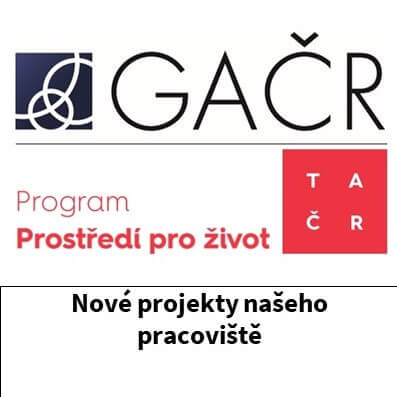 GAČR
Program
Prostředí pro život
T A
Č R
Nové projekty našeho
pracoviště